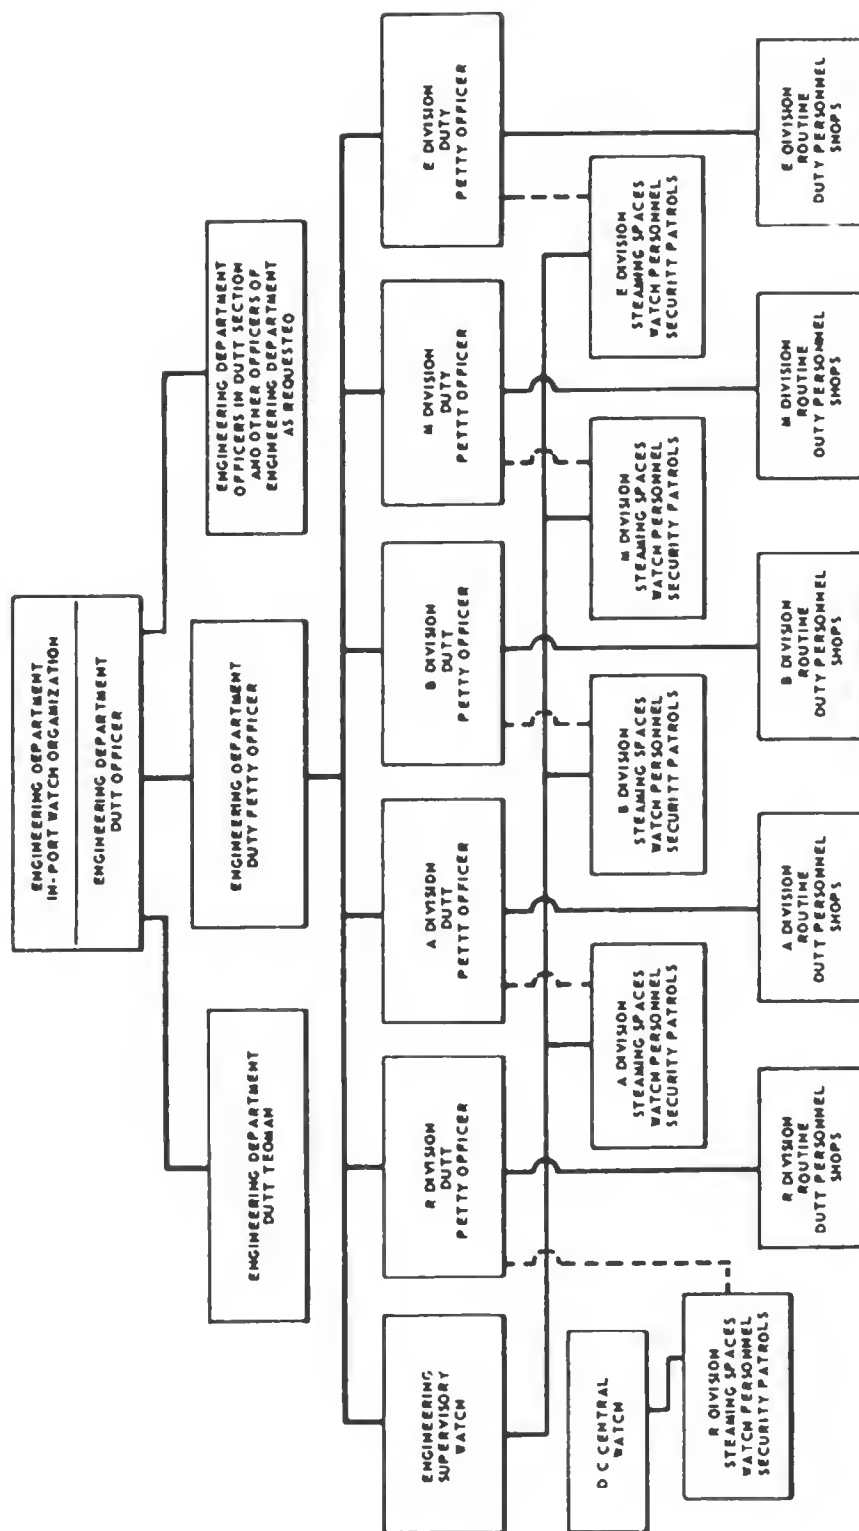 ENGINEERING DEPARTMENT
IN-PORT WATCH ORGANIZATION
ENGINEERING DEPARTMENT
DUTT OFFICER
ENGINEERING DEPARTMENT
DUTT TEOMAN
ENGINEERING DEPARTMENT
DUTY PETTY OFFICER
ENGINEERING DEPARTMENT
OFFICERS IN DUTT SECTION
AND OTHER OFFICERS OF
ENGINEERING DEPARTMENT
AS REQUESTED
ENGINEERING
SUPERVISORY
WATCH
R DIVISION
DUTT
PETTY OFFICER
A DIVISION
DUTT
PETTT OFFICER
B DIVISION
DUTT
PETTY OFFICER
M DIVISION
DUTY
PETTT OFFICER
E DIVISION
DUTY
PETTY OFFICER
D C CENTRAL
WATCH
A DIVISION
STEAMING SPACES
WATCH PERSONNEL
SECURITY PATROLS
B DIVISION
STEAMING SPACES
WATCH PERSONNEL
SECURITY PATROLS
M DIVISION
STEAMING SPACES
WATCH PERSONNEL
SECURITY PATROLS
E DIVISION
STEAMING SPACES
WATCH PERSONNEL
SECURITY PATROLS
R DIVISION
STEAMING SPACES
WATCH PERSONNEL
SECURITY PATROLS
R DIVISION
ROUTINE
DUTT PERSONNEL
SHOPS
A DIVISION
ROUTINE
DUTT PERSONNEL
SHOPS
B DIVISION
ROUTINE
DUTY PERSONNEL
SHOPS
M DIVISION
ROUTINE
DUTY PERSONNEL
SHOPS
E DIVISION
ROUTINE
DUTY PERSONNEL
SHOPS